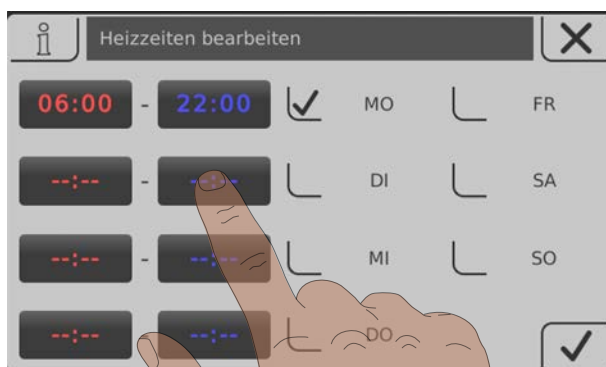 i Heizzeiten bearbeiten
06:00 - 22:00 MO FR
--:-- - --:-- DI SA
--:-- - --:-- MI SO
--:-- --:-- DO